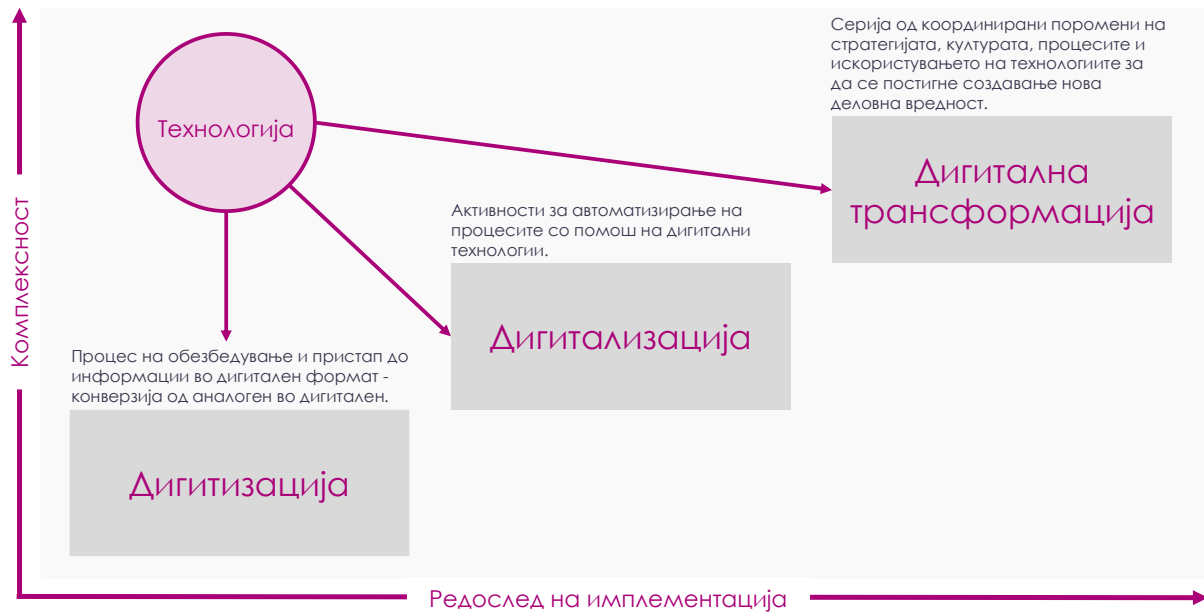 Серија од координирани поромени на
стратегијата, културата, процесите и
искористувањето на технологиите за
да се постигне создавање нова
деловна вредност.
Технологија
Дигитална
трансформација
Активности за автоматизирање на
процесите со помош на дигитални
технологии.
Дигитализација
Процес на обезбедување и пристап до
информации во дигитален формат -
конверзија од аналоген во дигитален.
Дигитизација
Комплексност
Редослед на имплементација